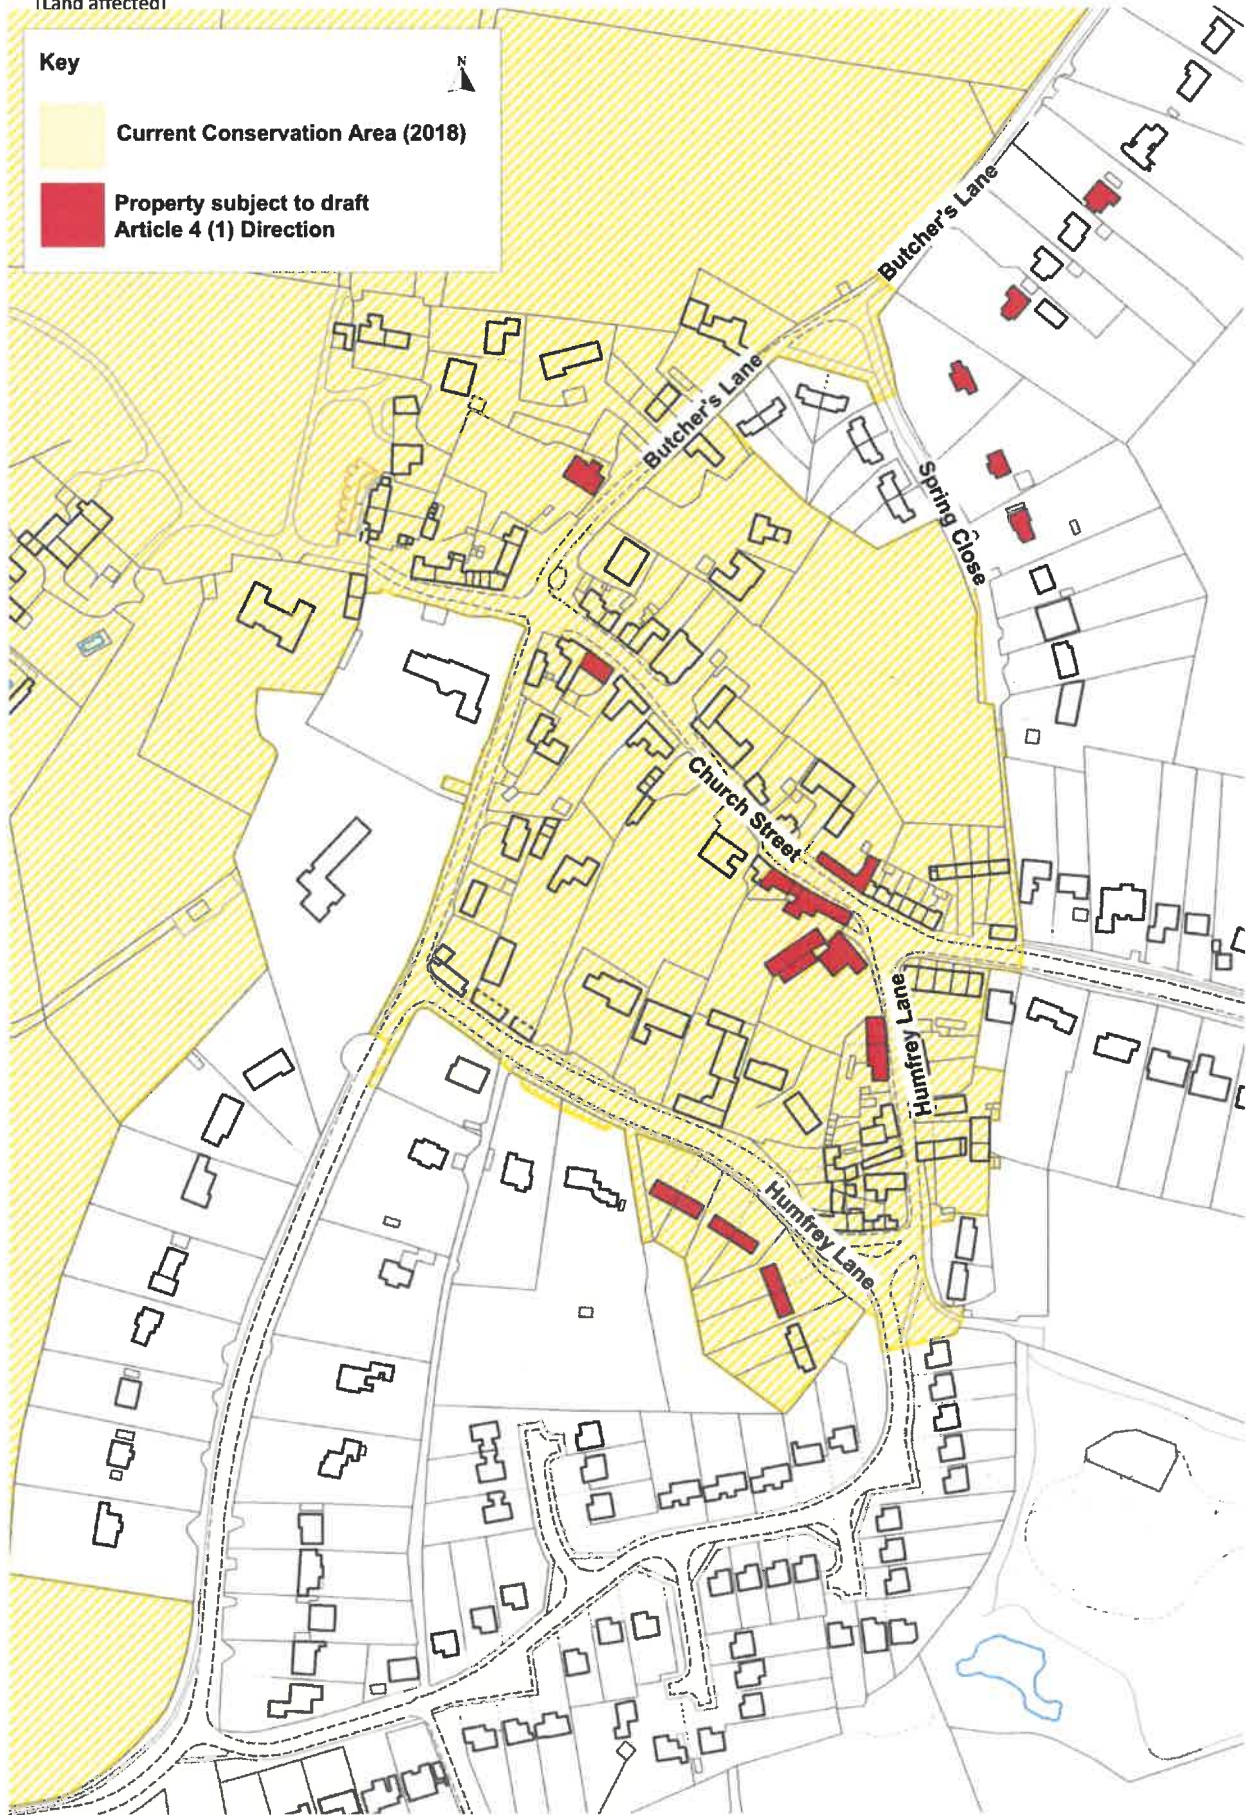 (Land affected)
Key
N
Current Conservation Area (2018)
Property subject to draft
Article 4 (1) Direction
Butcher's Lane
Butcher's Lane
Spring Close
Church Street
Humfrey Lane
Humfrey Lane